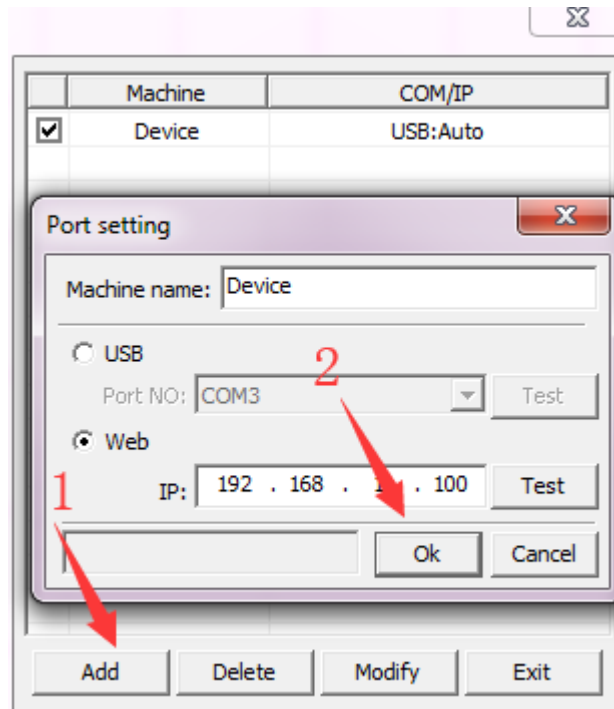 Machine COM/IP
Device USB:Auto
Port setting
Machine name: Device
USB
2
Port NO: COM3 Test
Web
1
IP: 192 . 168 . . 100 Test
Ok Cancel
Add Delete Modify Exit